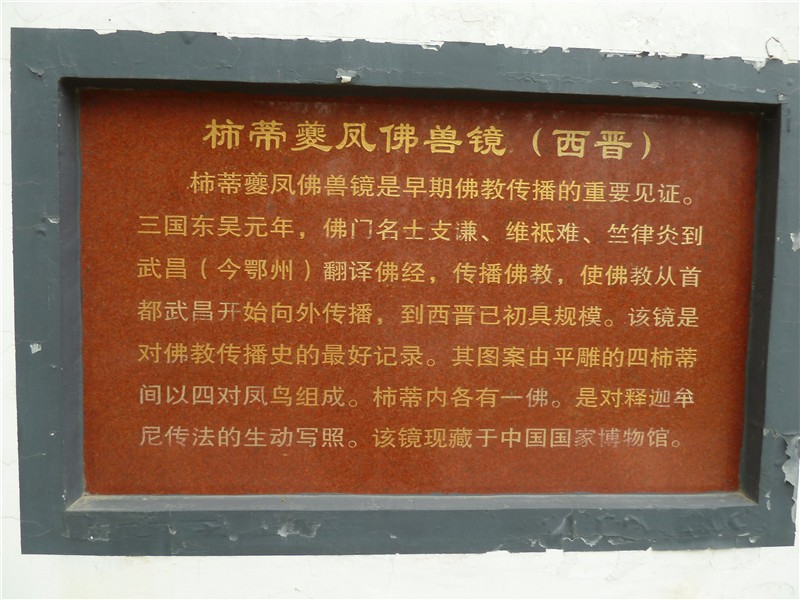 柿蒂夔凤佛兽镜（西晋）
柿蒂夔凤佛兽镜是早期佛教传播的重要见证。
三国东吴元年，佛门名士支谦、维祗难、竺律炎到
武昌（今鄂州）翻译佛经，传播佛教，使佛教从首
都武昌开始向外传播，到西晋已初具规模。该镜是
对佛教传播史的最好记录。其图案由平雕的四柿蒂
间以四对凤鸟组成。柿蒂内各有一佛。是对释迦牟
尼传法的生动写照。该镜现藏于中国国家博物馆。